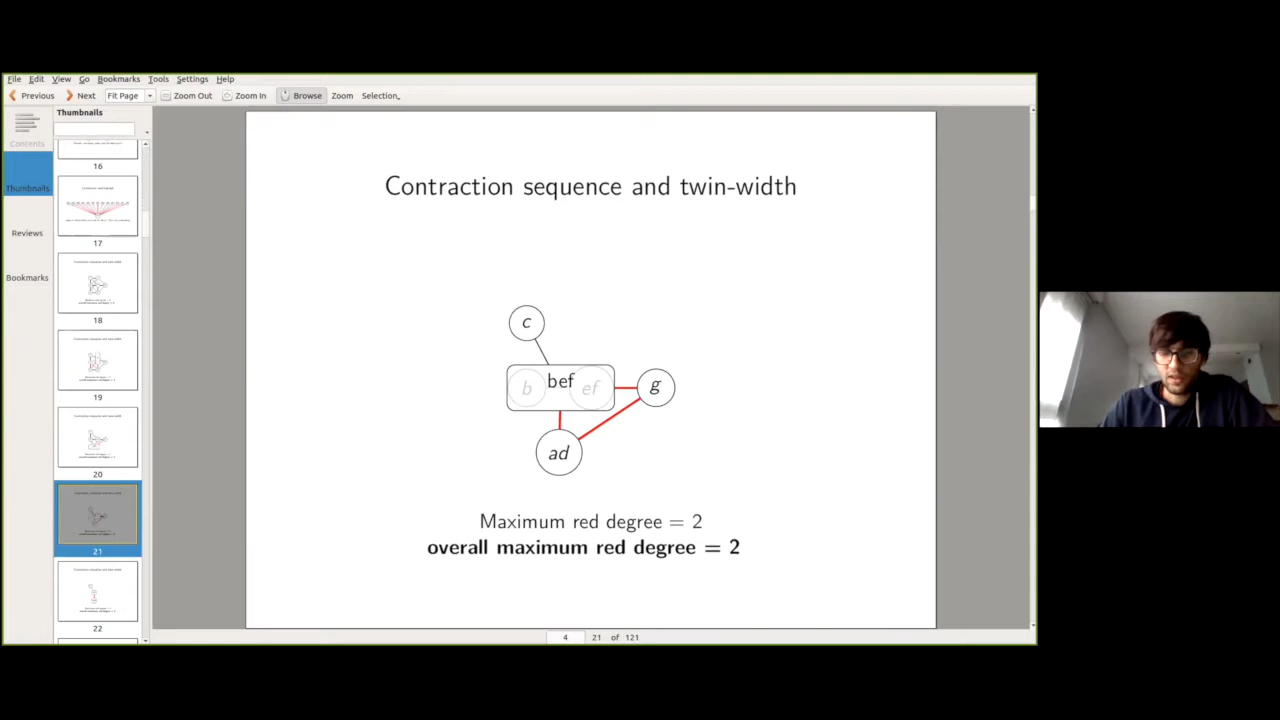 File Edit View Go Bookmarks Tools Settings Help
Previous Next Fit Page Zoom Out Zoom In Browse Zoom Selection
Thumbnails
Contents
Thumbnails
Reviews
Bookmarks
16
17
18
19
20
21
22
Contraction sequence and twin-width
c
b bef ef g
ad
Maximum red degree = 2
overall maximum red degree = 2
4 21 of 121